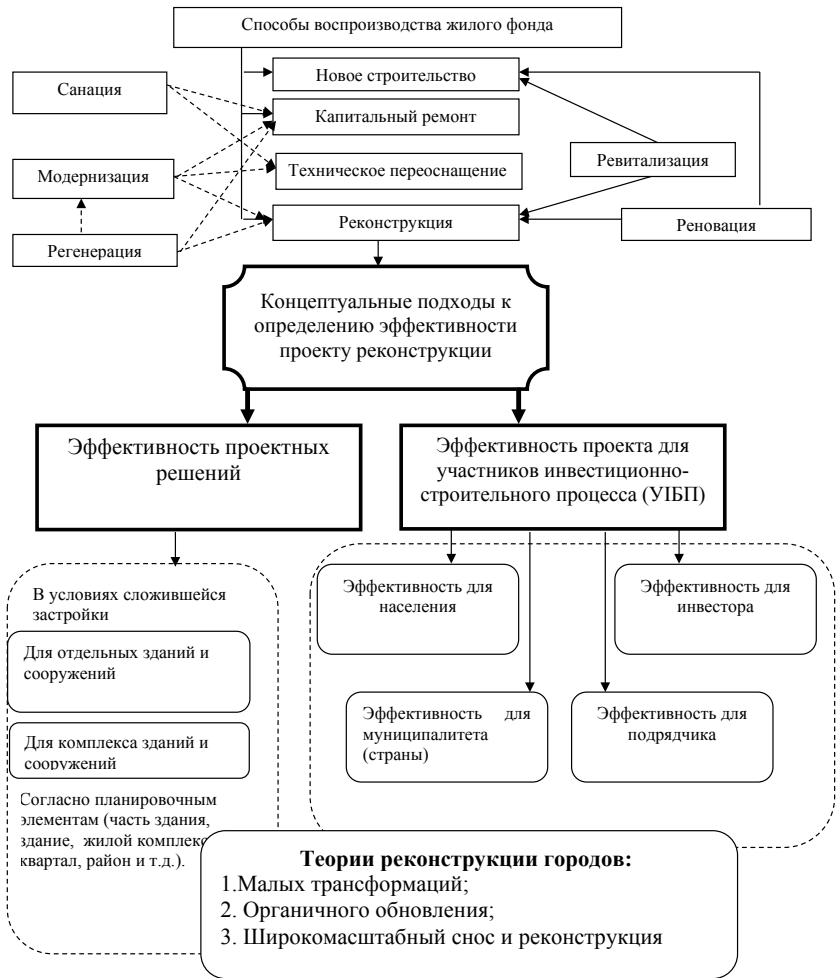 Способы воспроизводства жилого фонда
Новое строительство
Санация
Капитальный ремонт
Ревитализация
Модернизация
Техническое переоснащение
Реконструкция
Реновация
Регенерация
Концептуальные подходы к
определению эффективности
проекту реконструкции
Эффективность проектных
решений
Эффективность проекта для
участников инвестиционно-
строительного процесса (УІБП)
В условиях сложившейся
застройки
Для отдельных зданий и
сооружений
Для комплекса зданий и
сооружений
Согласно планировочным
элементам (часть здания,
здание, жилой комплекс,
квартал, район и т.д.).
Эффективность для
населения
Эффективность для
инвестора
Эффективность для
муниципалитета
(страны)
Эффективность для
подрядчика
Теории реконструкции городов:
1.Малых трансформаций;
2. Органичного обновления;
3. Широкомасштабный снос и реконструкция